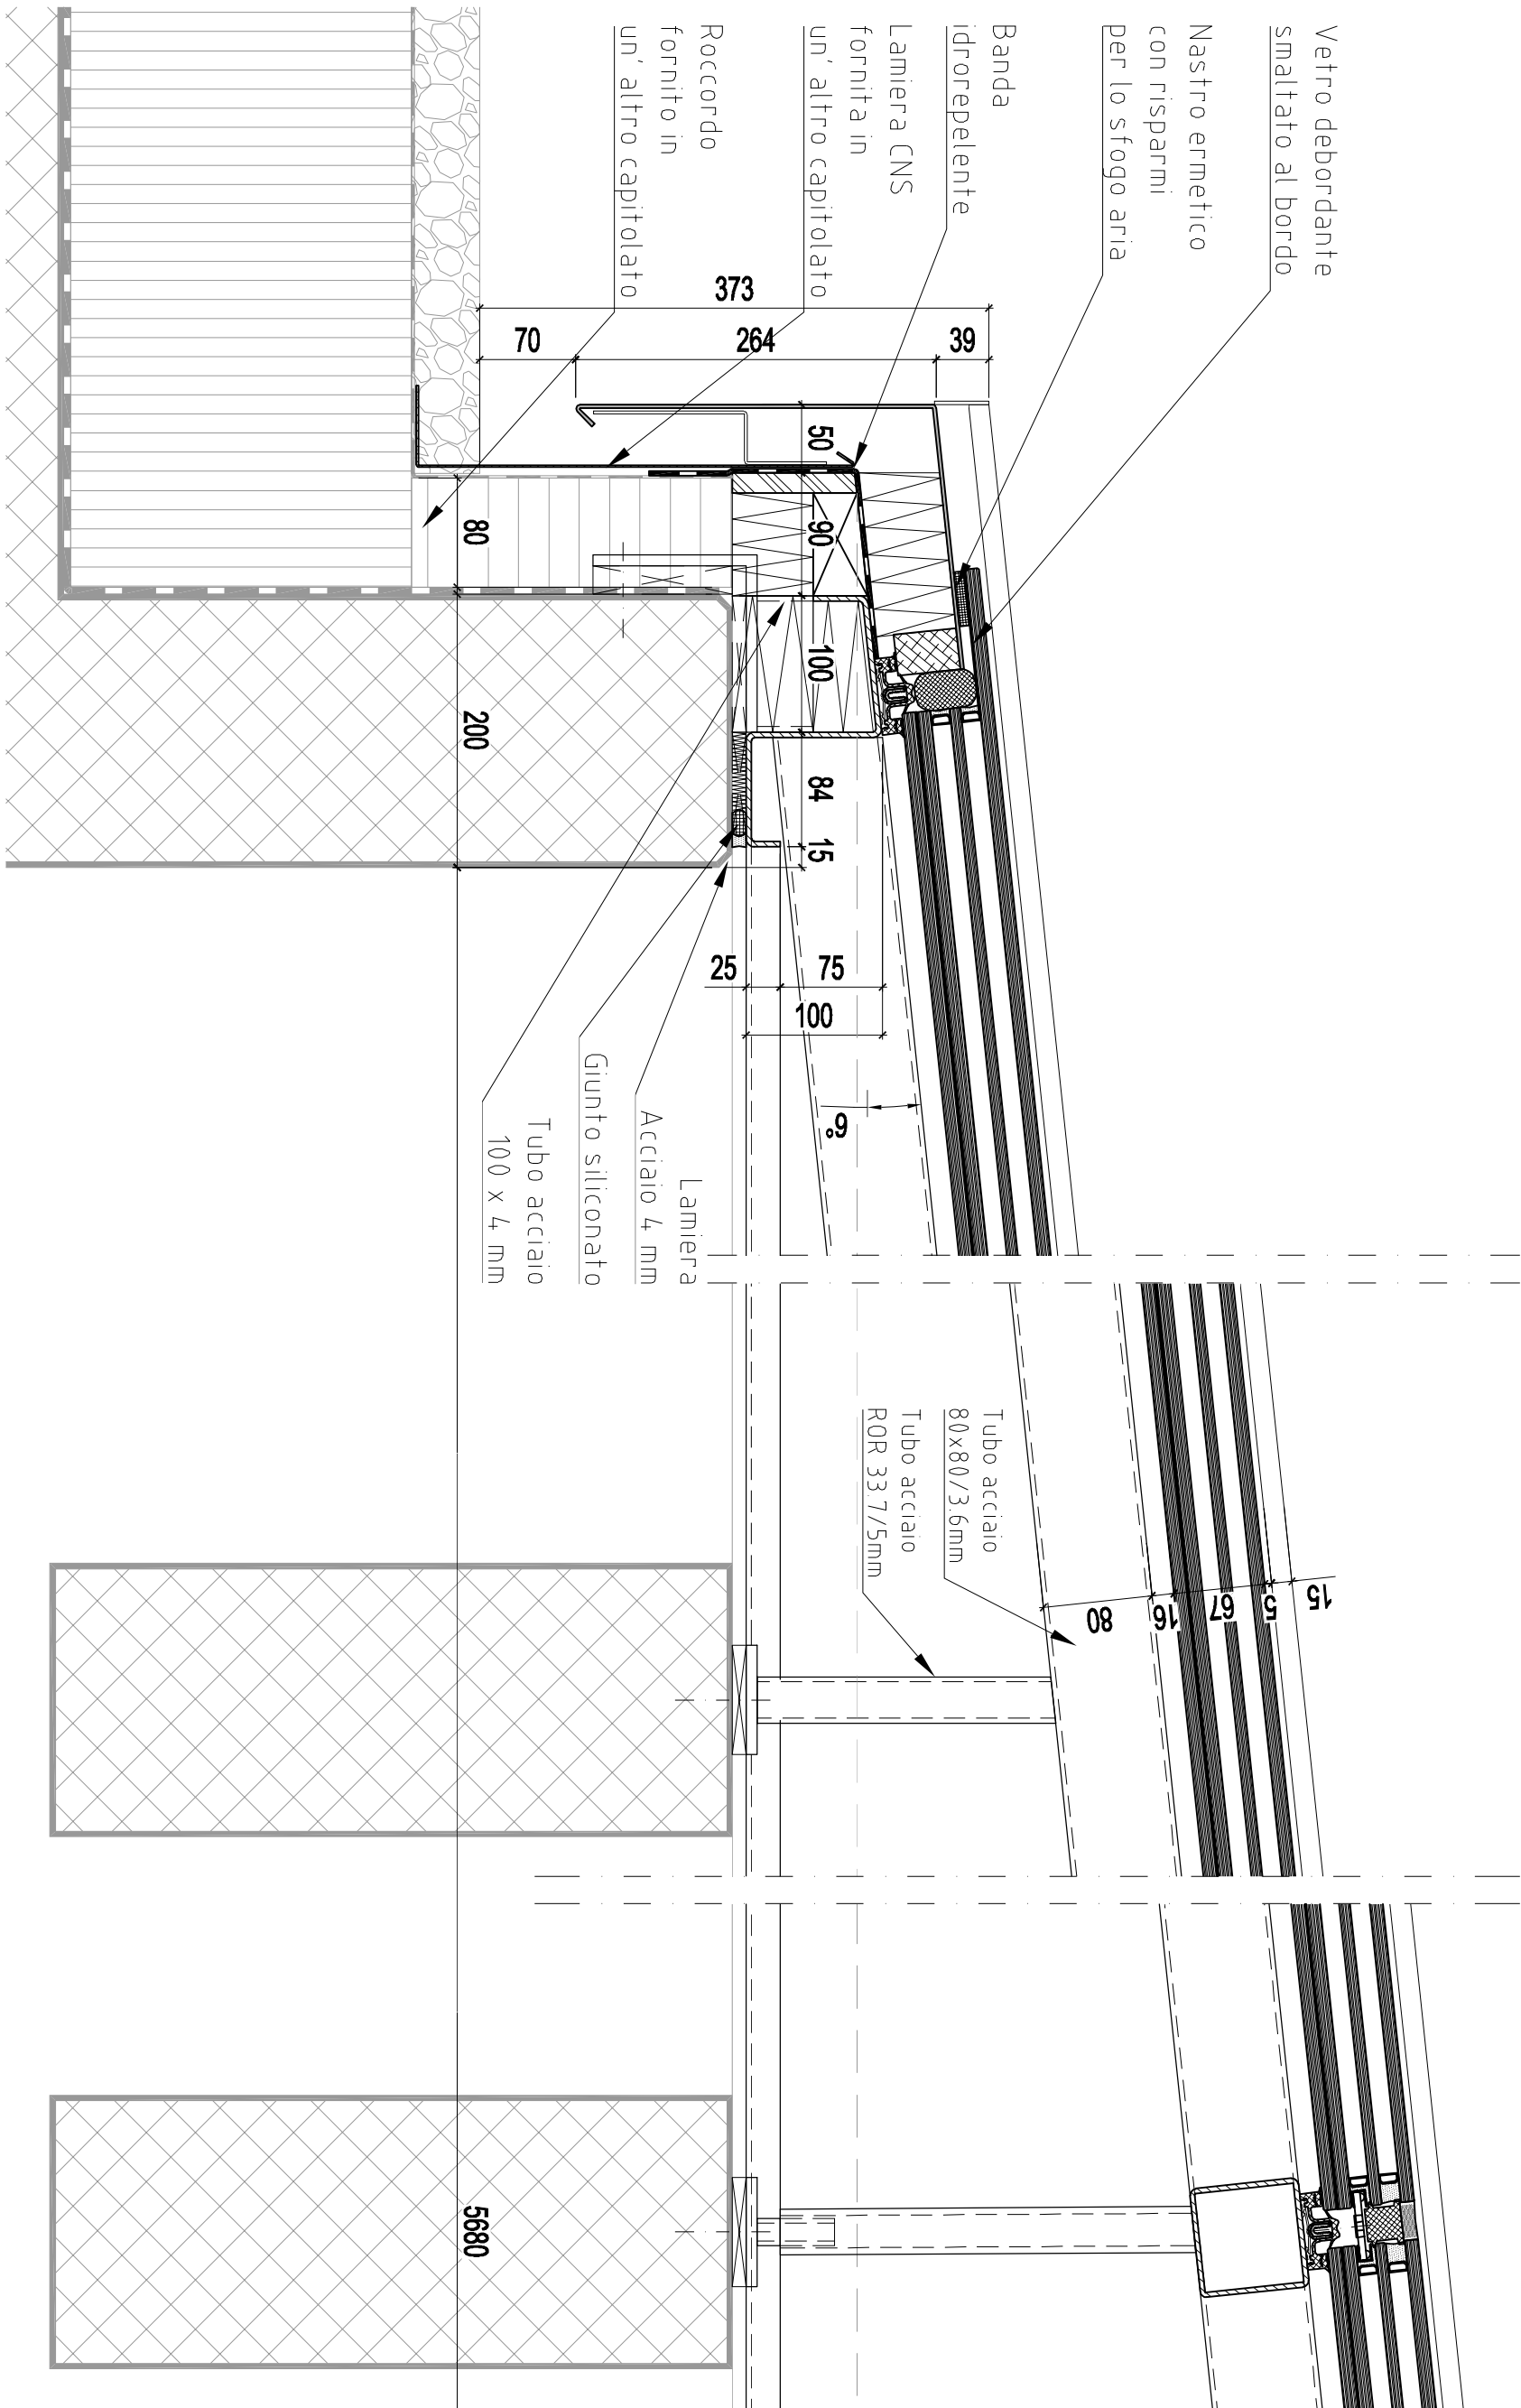 Vetro debordante
smaltato al bordo
Nastro ermetico
con risparmi
per lo sfogo aria
Banda
idrorepelente
Lamiera CNS
fornita in
un' altro capitolato
Roccordo
fornito in
un' altro capitolato
373
39
264
70
50
90
100
84
15
80
200
25
75
100
6°
Lamiera
Acciaio 4 mm
Giunto siliconato
Tubo acciaio
100 x 4 mm
Tubo acciaio
80x80/3.6mm
Tubo acciaio
ROR 33.7/5mm
15
5
67
16
80
5680